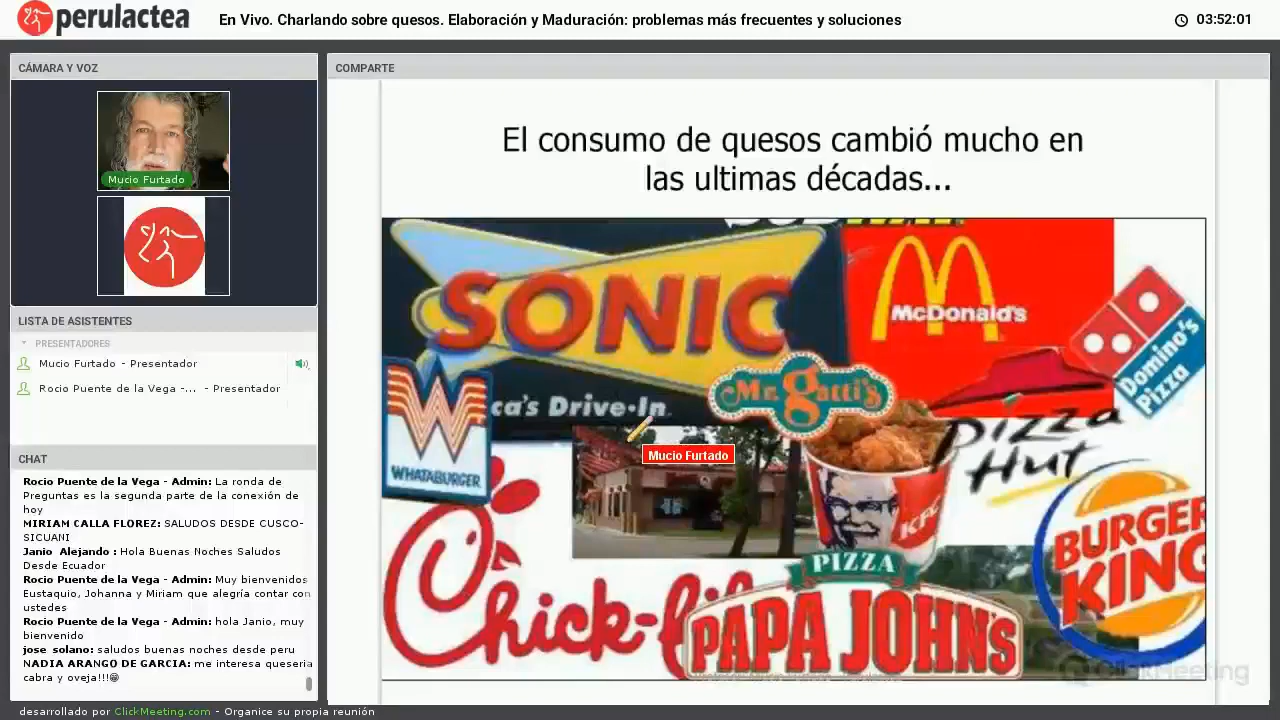 perulactea
En Vivo. Charlando sobre quesos. Elaboración y Maduración: problemas más frecuentes y soluciones
03:52:01
CÁMARA Y VOZ
Mucio Furtado
LISTA DE ASISTENTES
PRESENTADORES
Mucio Furtado - Presentador
Rocio Puente de la Vega -... - Presentador
CHAT
Rocio Puente de la Vega - Admin: La ronda de
Preguntas es la segunda parte de la conexión de
hoy
MIRIAM CALLA FLOREZ: SALUDOS DESDE CUSCO-
SICUANI
Janio Alejando : Hola Buenas Noches Saludos
Desde Ecuador
Rocio Puente de la Vega - Admin: Muy bienvenidos
Eustaquio, Johanna y Miriam que alegría contar con
ustedes
Rocio Puente de la Vega - Admin: hola Janio, muy
bienvenido
jose solano: saludos buenas noches desde peru
NADIA ARANGO DE GARCIA: me interesa queseria
cabra y oveja!!!😁
COMPARTE
El consumo de quesos cambió mucho en
las ultimas décadas...
SONIC
ca's Drive-In
McDonald's
Domino's
Pizza
Mr. Gatti's
WHATABURGER
Mucio Furtado
Pizza
Hut
KFC
BURGER
KING
Chick-fil
PIZZA
PAPA JOHN'S
ClickMeeting
desarrollado por ClickMeeting.com - Organice su propia reunión